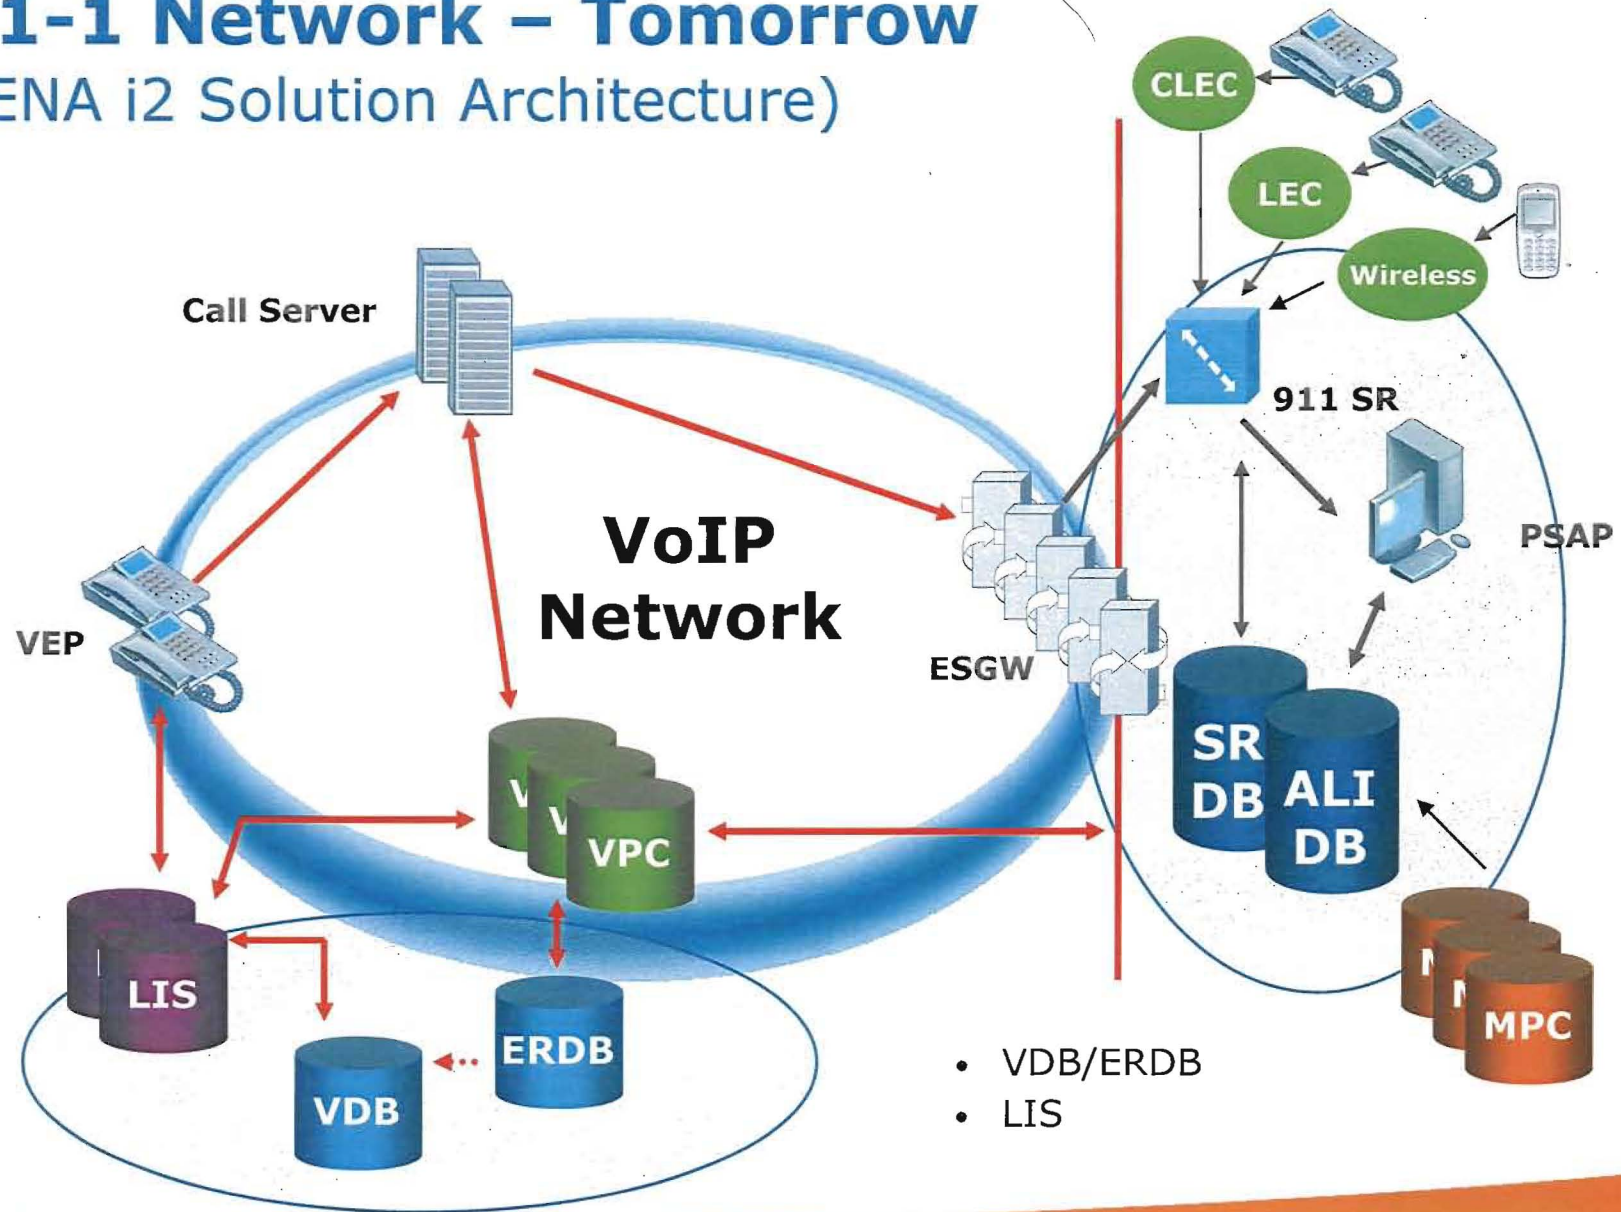 1-1 Network – Tomorrow
ENA i2 Solution Architecture)
CLEC
LEC
Wireless
Call Server
911 SR
VoIP
Network
PSAP
VEP
ESGW
SR
DB
ALI
DB
V
V
VPC
LIS
ERDB
VDB
M
MPC
• VDB/ERDB
• LIS